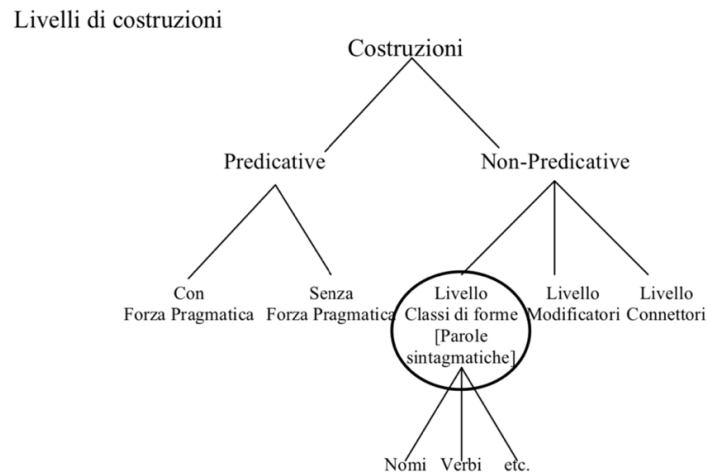 Livelli di costruzioni
Costruzioni
Predicative
Non-Predicative
Con
Forza Pragmatica
Senza
Forza Pragmatica
Livello
Classi di forme
[Parole
sintagmatiche]
Livello
Modificatori
Livello
Connettori
Nomi
Verbi
etc.